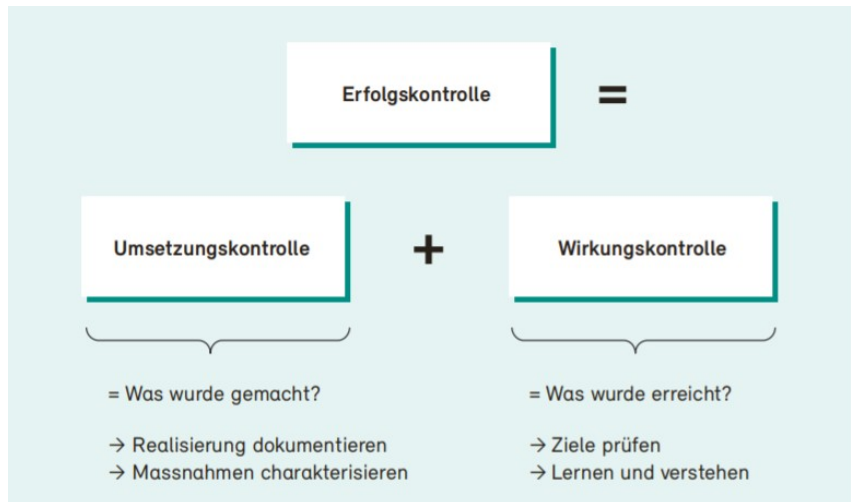 Erfolgskontrolle =
Umsetzungskontrolle + Wirkungskontrolle
= Was wurde gemacht?
→ Realisierung dokumentieren
→ Massnahmen charakterisieren
= Was wurde erreicht?
→ Ziele prüfen
→ Lernen und verstehen